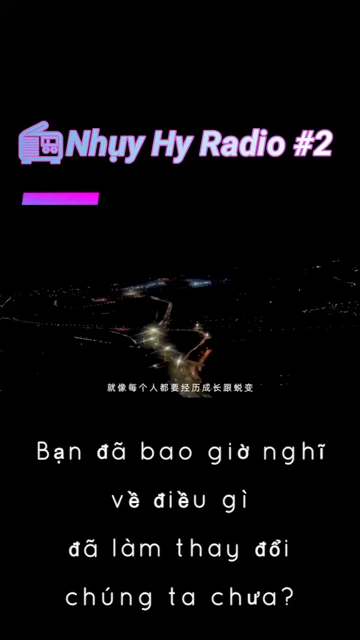 📻Nhụy Hy Radio #2
就像每个人都要经历成长跟蜕变
Bạn đã bao giờ nghĩ
về điều gì
đã làm thay đổi
chúng ta chưa?